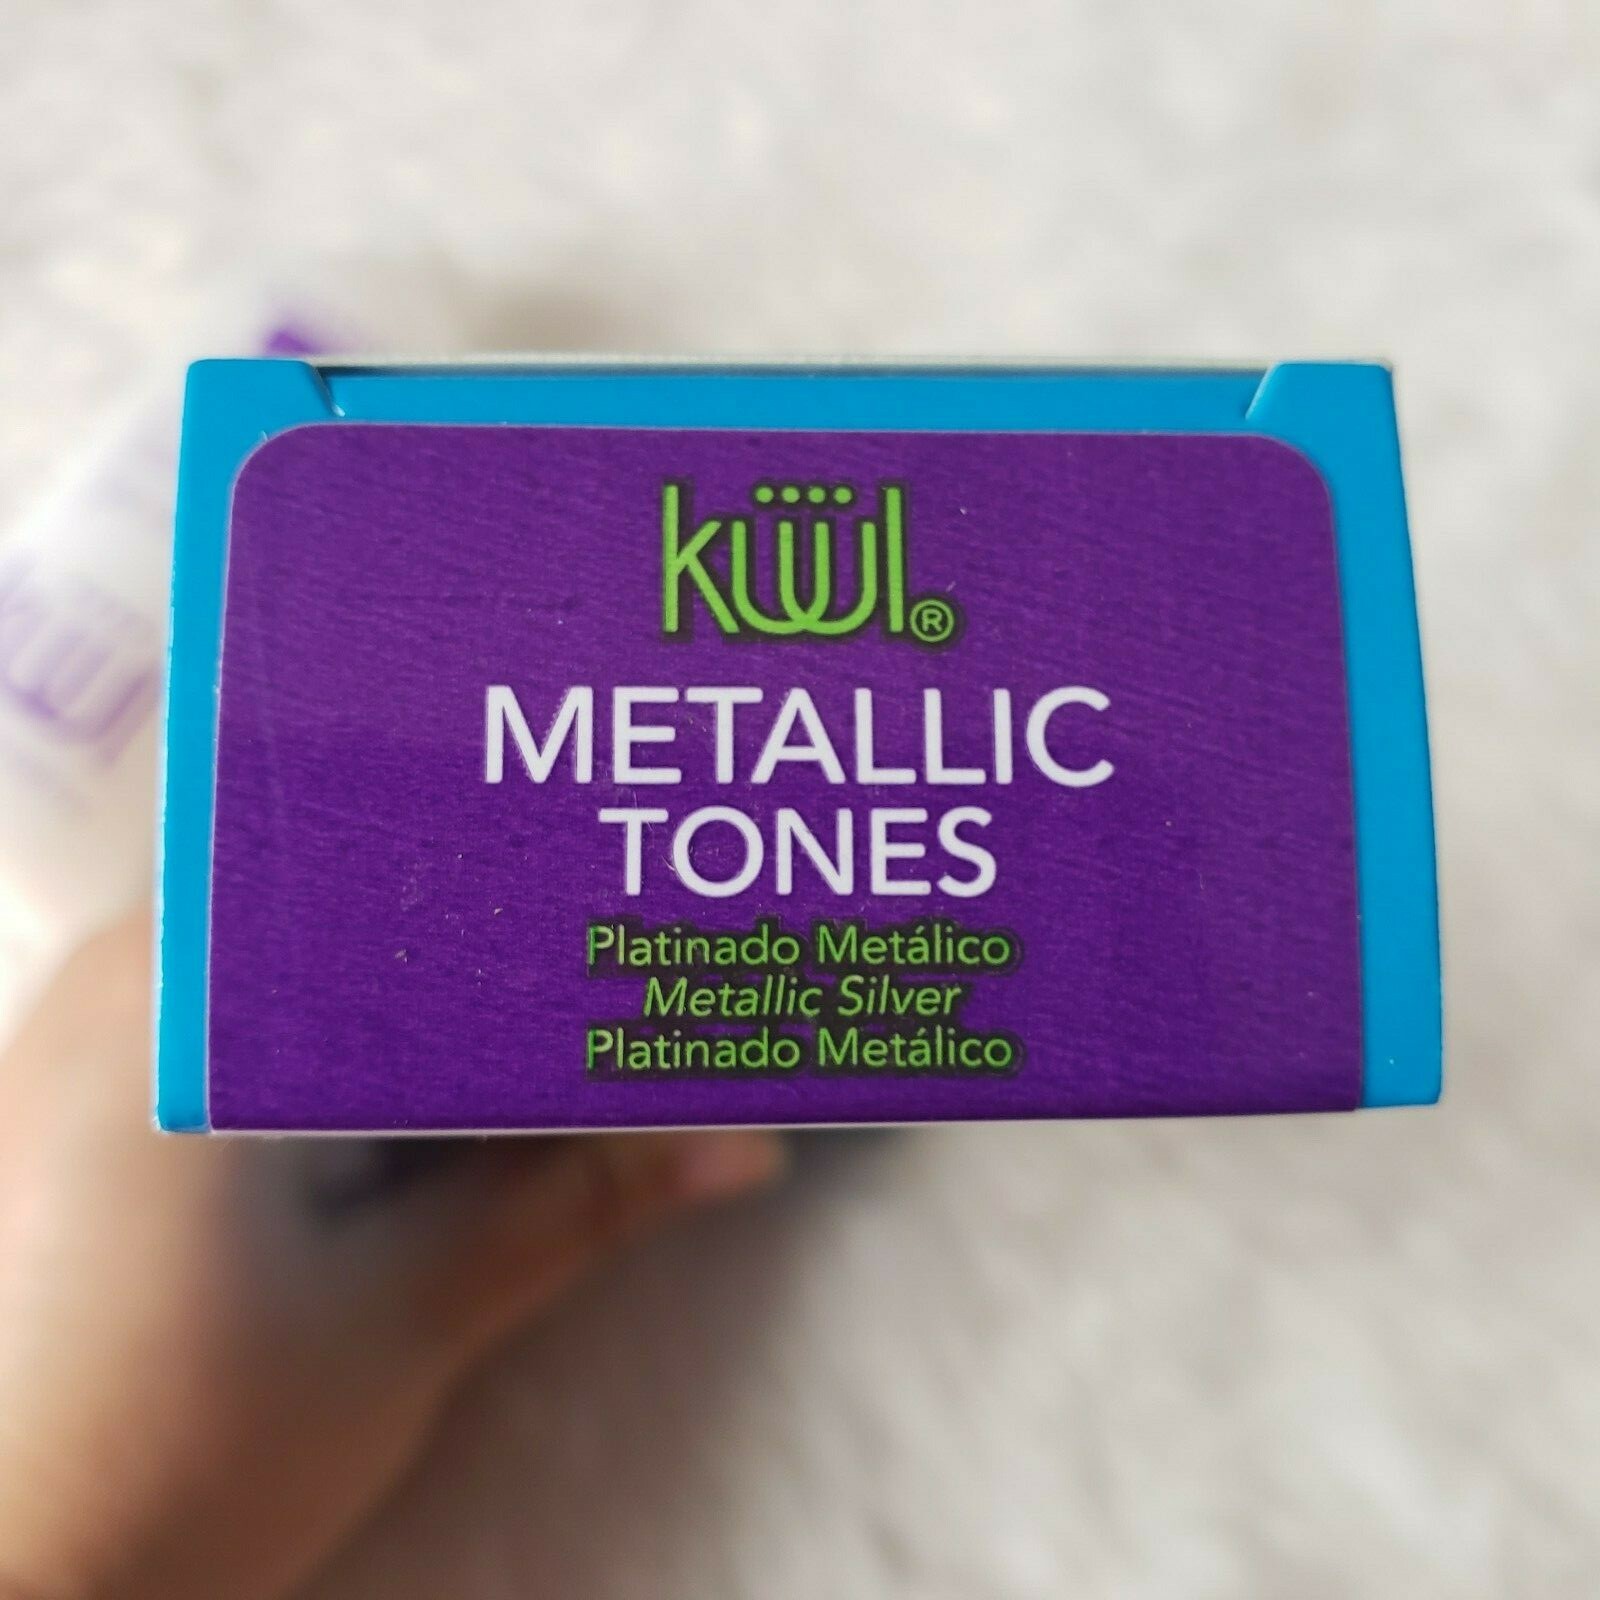 küül®
METALLIC
TONES
Platinado Metálico
Metallic Silver
Platinado Metálico